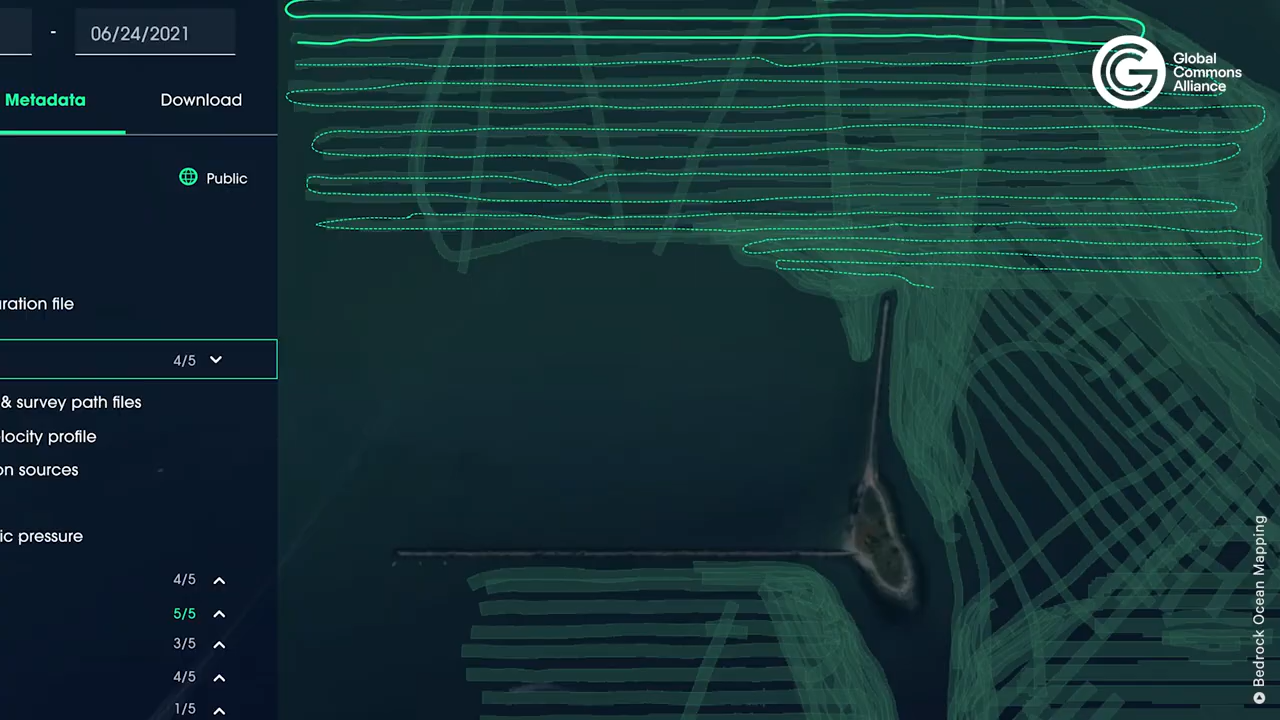 - 06/24/2021
Metadata
Download
Public
ration file
4/5
& survey path files
locity profile
on sources
ic pressure
4/5
5/5
3/5
4/5
1/5
Global
Commons
Alliance
Bedrock Ocean Mapping